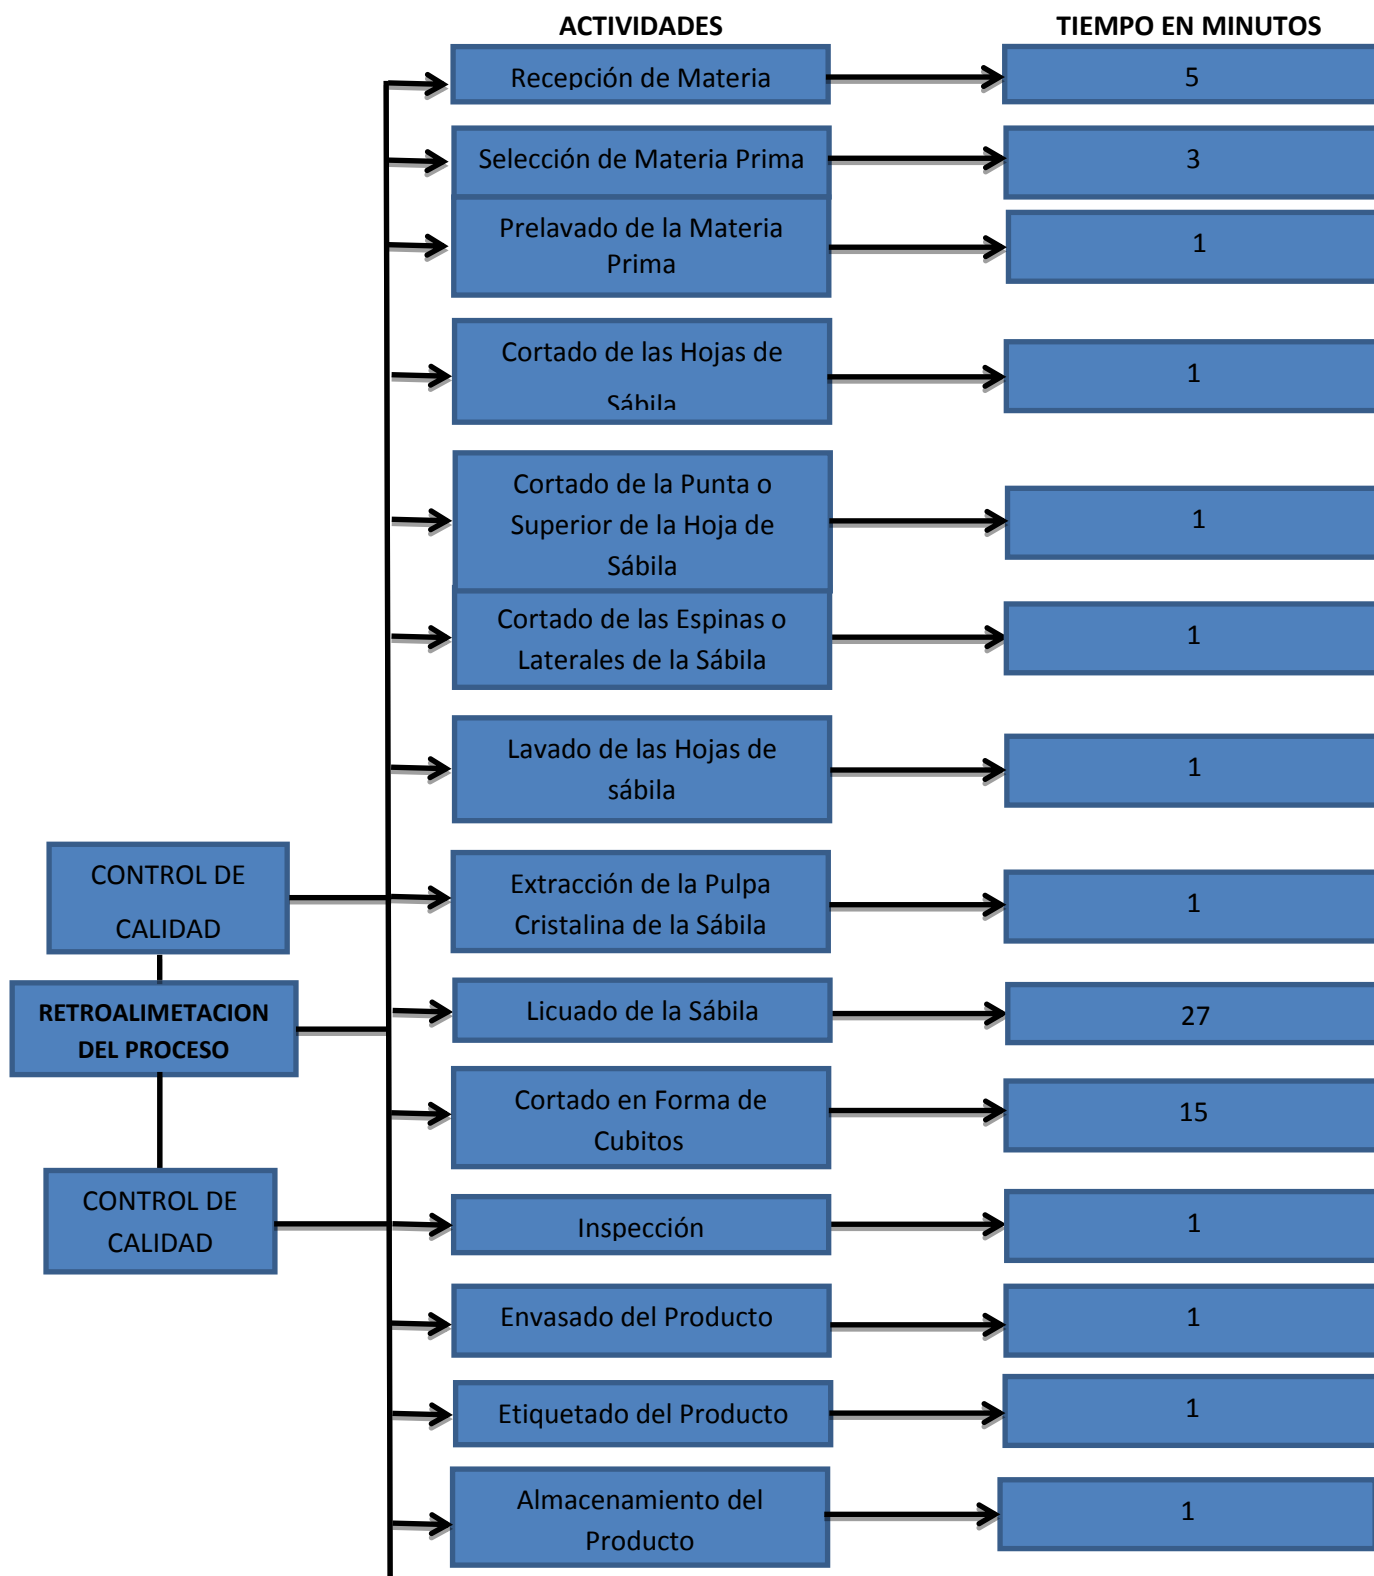 ACTIVIDADES
TIEMPO EN MINUTOS
Recepción de Materia
5
Selección de Materia Prima
3
Prelavado de la Materia
Prima
1
Cortado de las Hojas de
Sábila
1
Cortado de la Punta o
Superior de la Hoja de
Sábila
1
Cortado de las Espinas o
Laterales de la Sábila
1
Lavado de las Hojas de
sábila
1
CONTROL DE
CALIDAD
Extracción de la Pulpa
Cristalina de la Sábila
1
RETROALIMETACION
DEL PROCESO
Licuado de la Sábila
27
Cortado en Forma de
Cubitos
15
CONTROL DE
CALIDAD
Inspección
1
Envasado del Producto
1
Etiquetado del Producto
1
Almacenamiento del
Producto
1